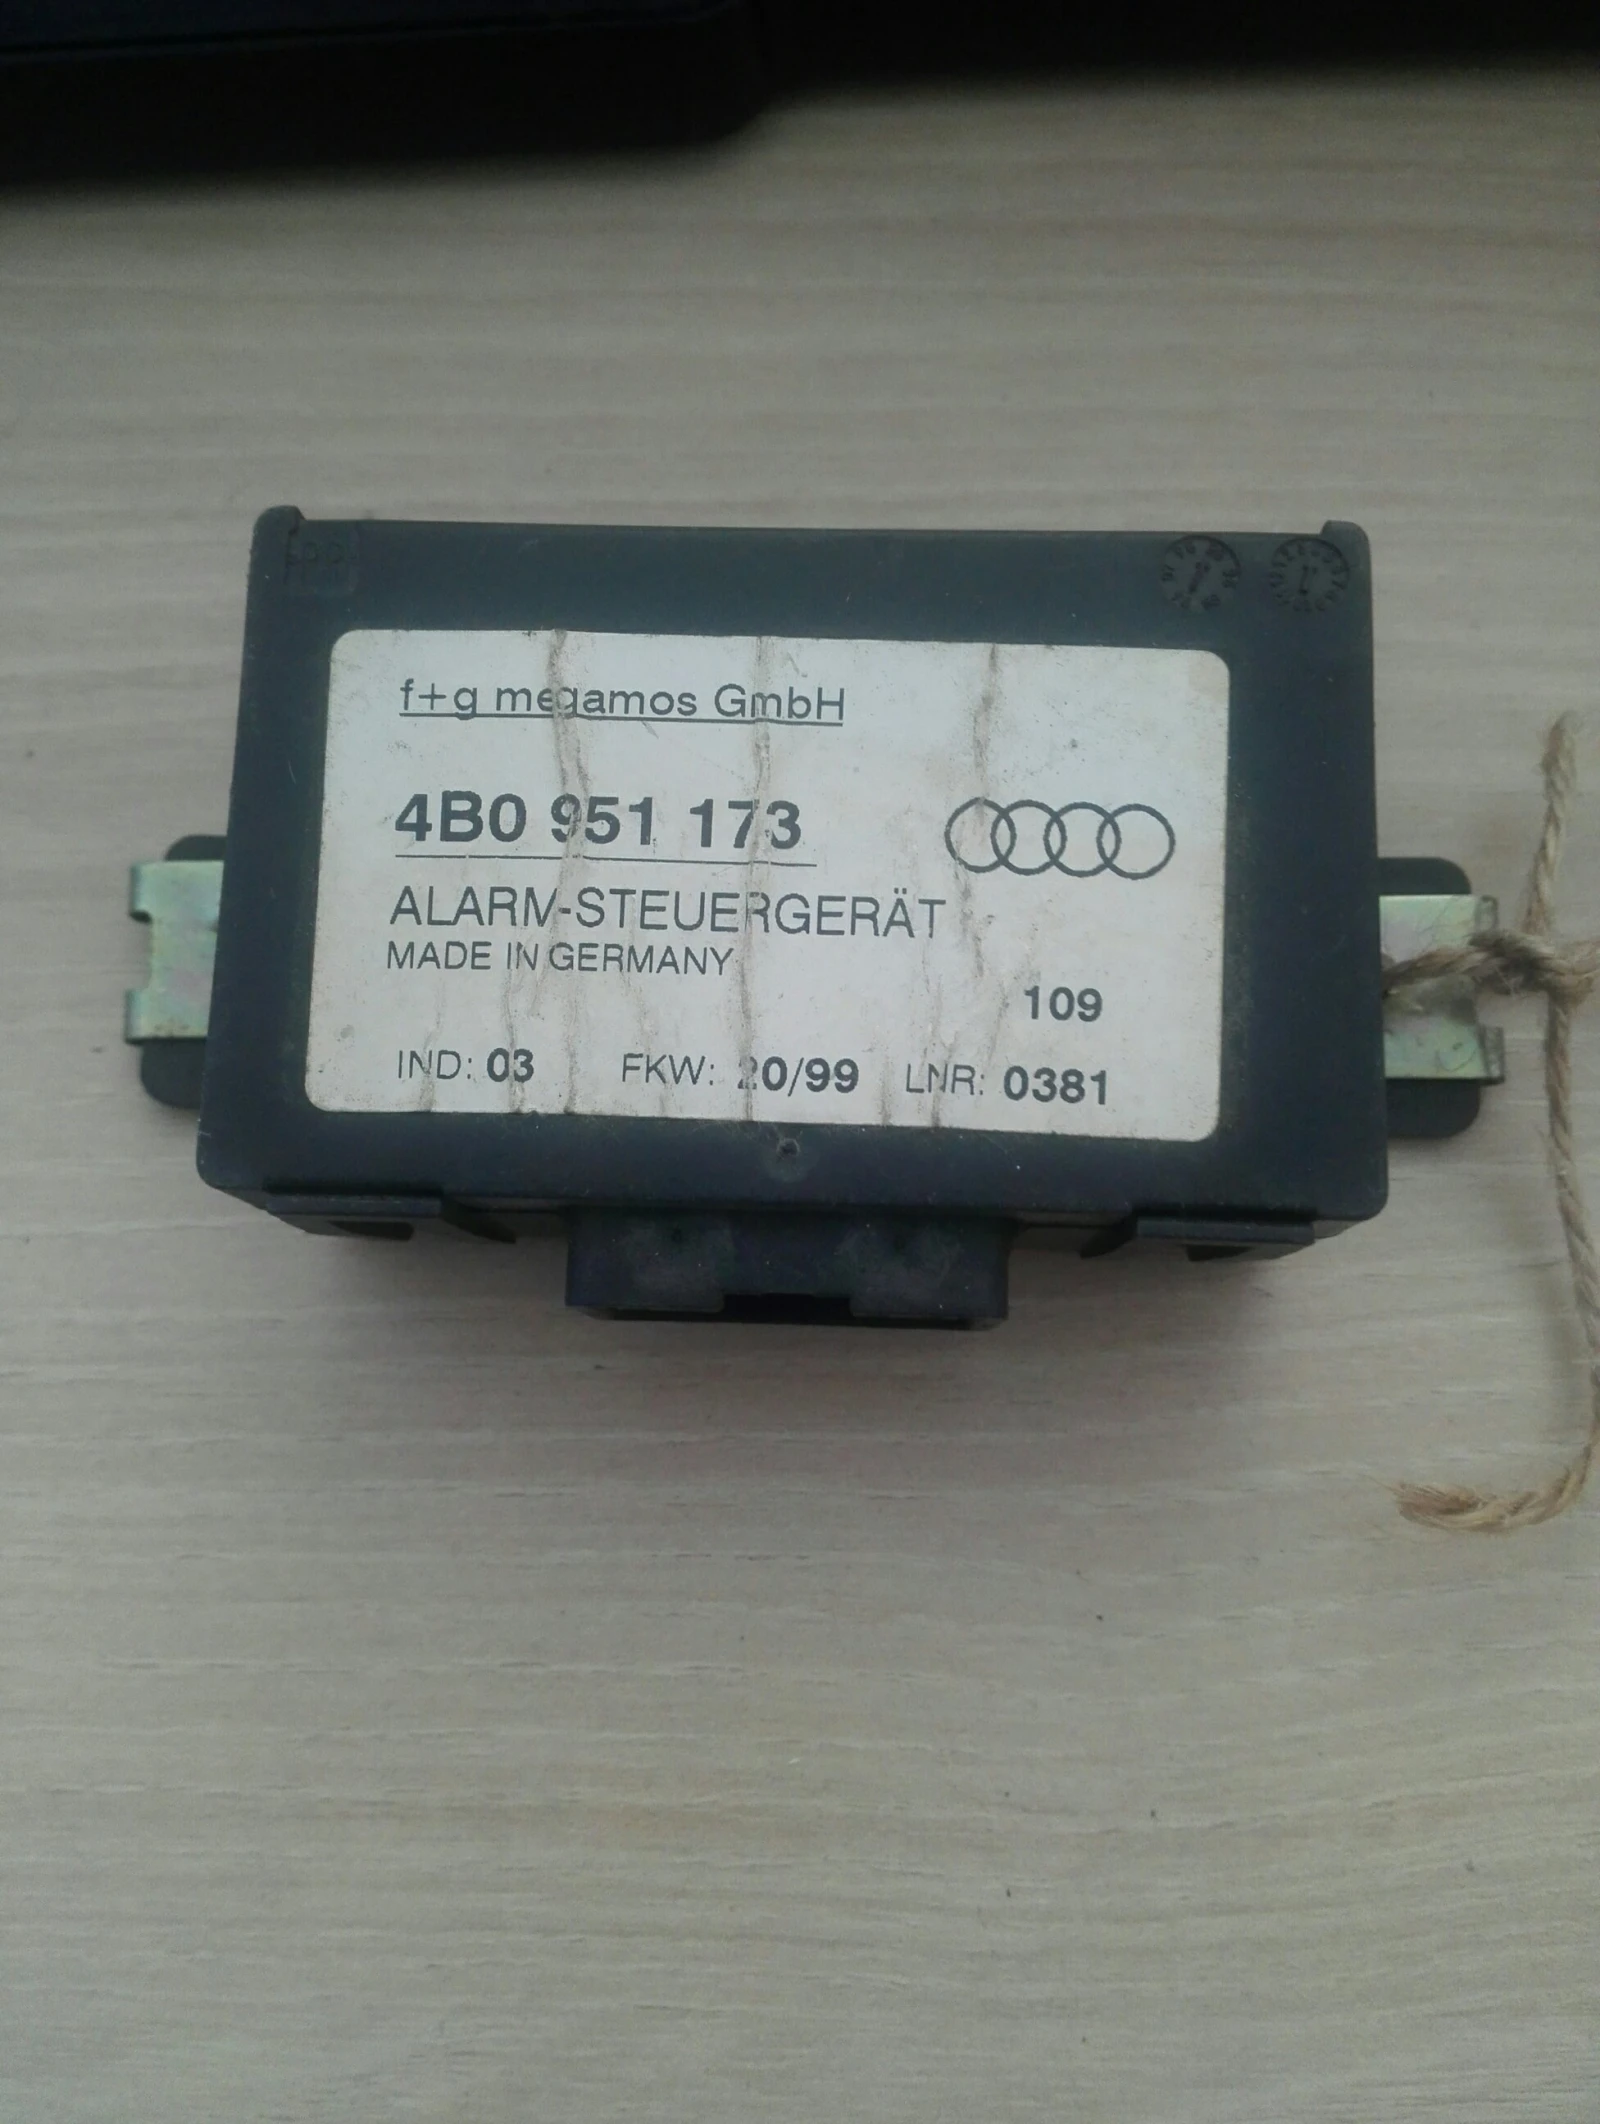 f+g megamos GmbH
4B0 951 173
ALARM-STEUERGERÄT
MADE IN GERMANY
109
IND: 03 FKW: 20/99 LNR: 0381